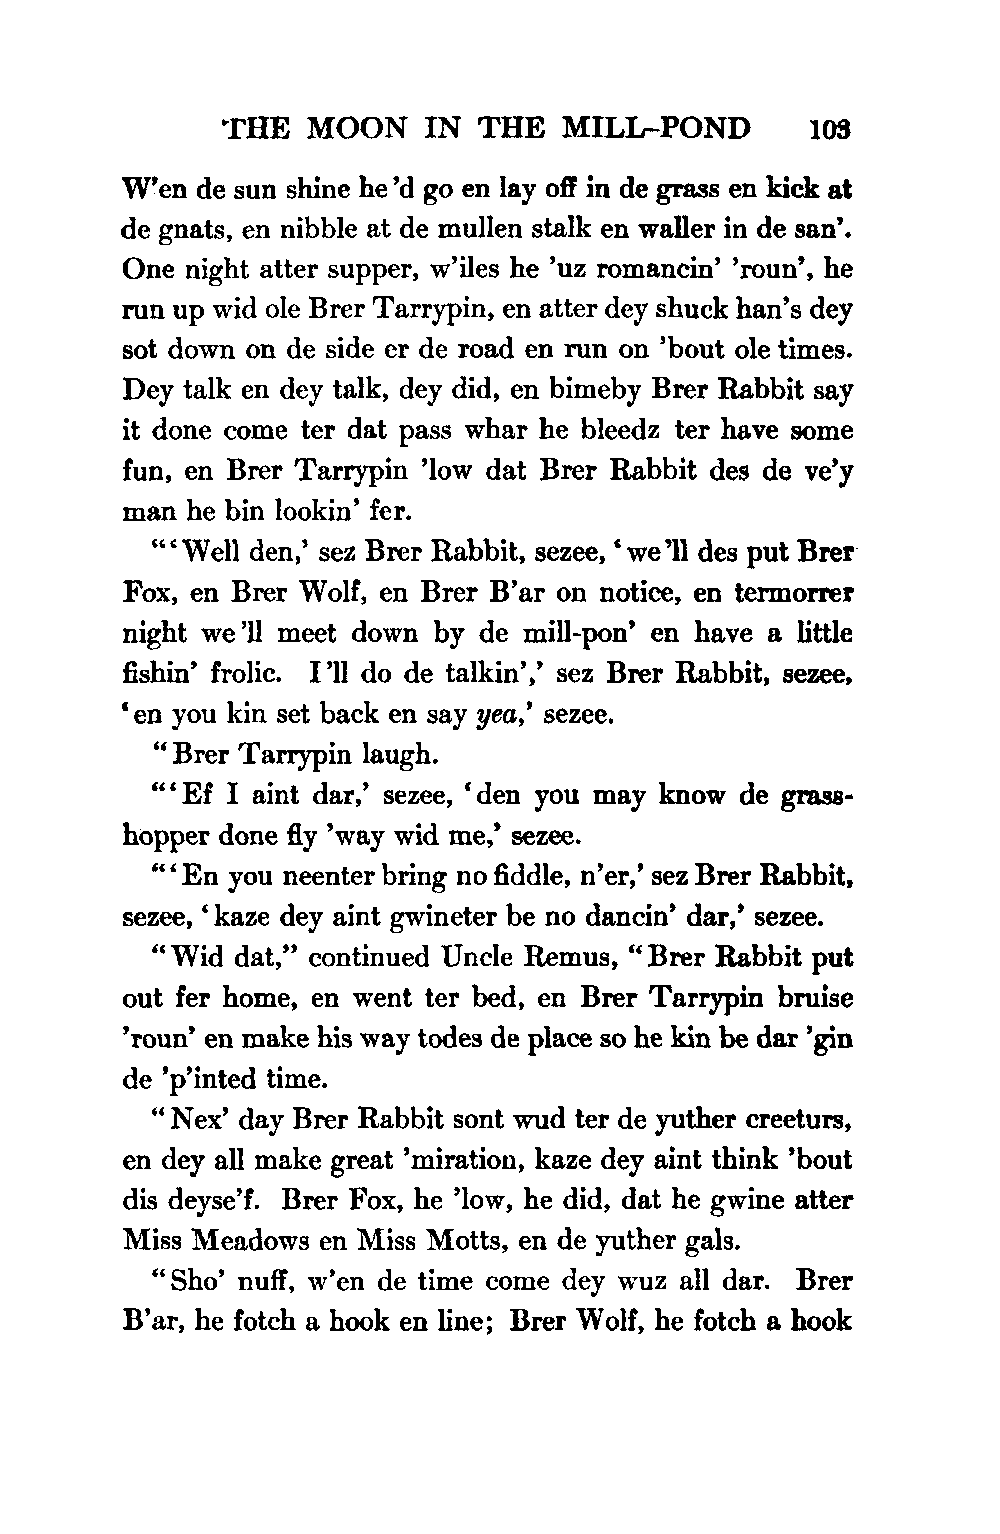 THE MOON IN THE MILL-POND 103
W'en de sun shine he 'd go en lay off in de grass en kick at
de gnats, en nibble at de mullen stalk en waller in de san'.
One night atter supper, w'iles he 'uz romancin' 'roun', he
run up wid ole Brer Tarrypin, en atter dey shuck han's dey
sot down on de side er de road en run on 'bout ole times.
Dey talk en dey talk, dey did, en bimeby Brer Rabbit say
it done come ter dat pass whar he bleedz ter have some
fun, en Brer Tarrypin 'low dat Brer Rabbit des de ve'y
man he bin lookin' fer.
"'Well den,' sez Brer Rabbit, sezee, 'we 'll des put Brer
Fox, en Brer Wolf, en Brer B'ar on notice, en termorrer
night we 'll meet down by de mill-pon' en have a little
fishin' frolic. I 'll do de talkin',' sez Brer Rabbit, sezee,
'en you kin set back en say yea,' sezee.
"Brer Tarrypin laugh.
"'Ef I aint dar,' sezee, 'den you may know de grass-
hopper done fly 'way wid me,' sezee.
"'En you neenter bring no fiddle, n'er,' sez Brer Rabbit,
sezee, 'kaze dey aint gwineter be no dancin' dar,' sezee.
"Wid dat," continued Uncle Remus, "Brer Rabbit put
out fer home, en went ter bed, en Brer Tarrypin bruise
'roun' en make his way todes de place so he kin be dar 'gin
de 'p'inted time.
"Nex' day Brer Rabbit sont wud ter de yuther creeturs,
en dey all make great 'miration, kaze dey aint think 'bout
dis deyse'f. Brer Fox, he 'low, he did, dat he gwine atter
Miss Meadows en Miss Motts, en de yuther gals.
"Sho' nuff, w'en de time come dey wuz all dar. Brer
B'ar, he fotch a hook en line; Brer Wolf, he fotch a hook